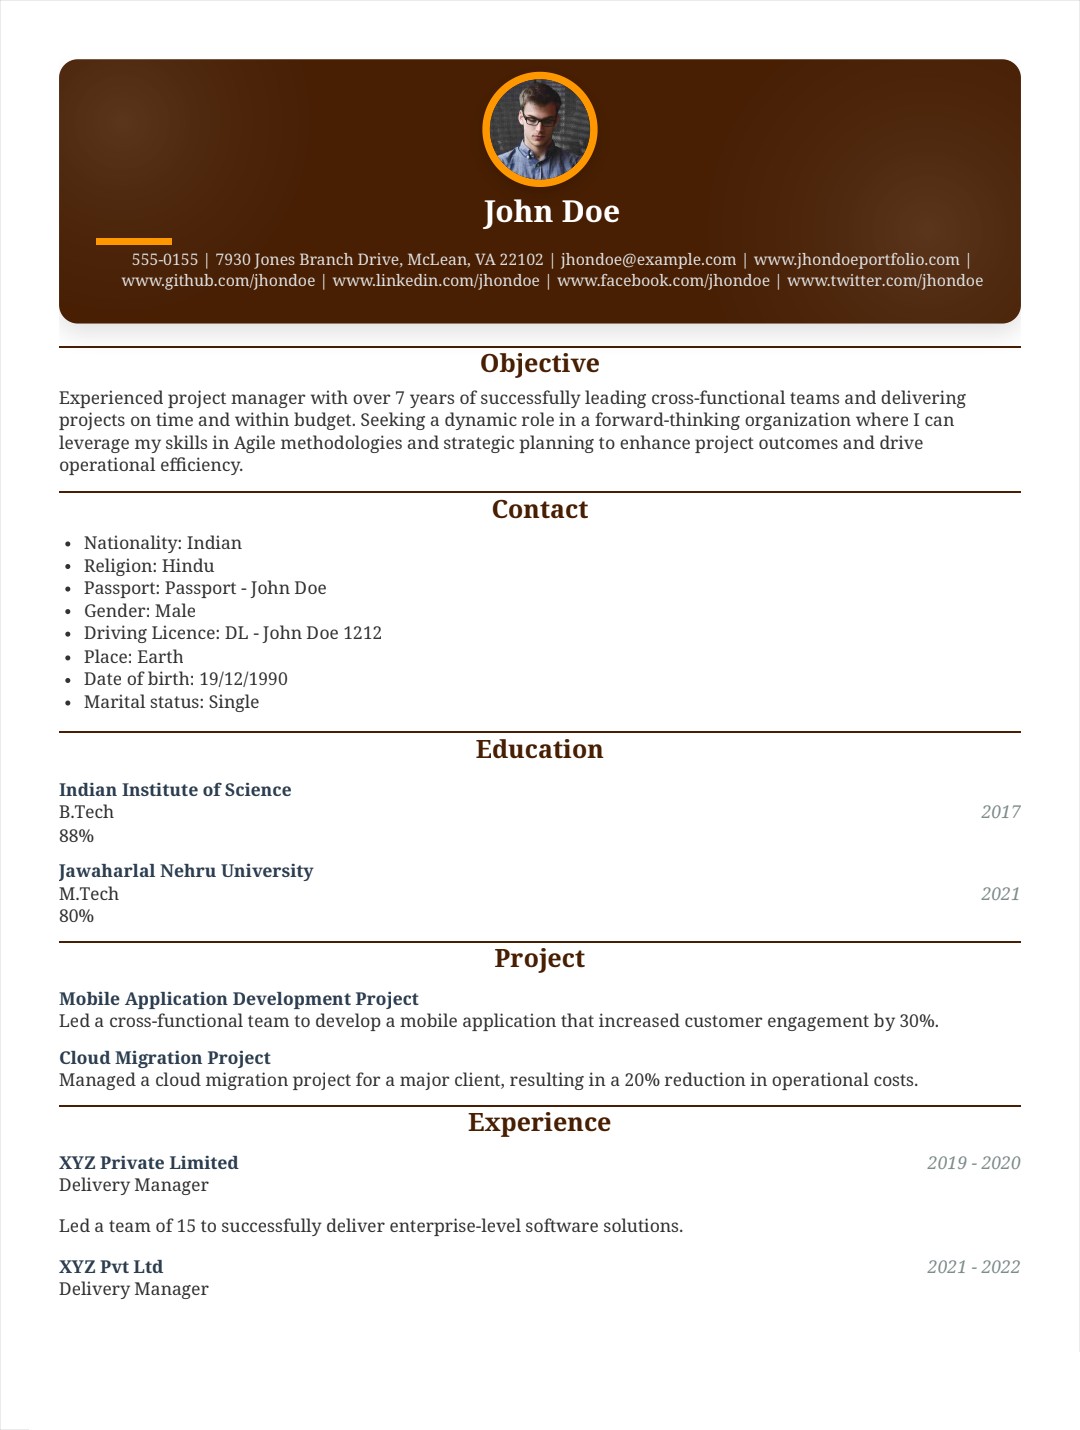 John Doe
555-0155 | 7930 Jones Branch Drive, McLean, VA 22102 | jhondoe@example.com | www.jhondoeportfolio.com |
www.github.com/jhondoe | www.linkedin.com/jhondoe | www.facebook.com/jhondoe | www.twitter.com/jhondoe
Objective
Experienced project manager with over 7 years of successfully leading cross-functional teams and delivering
projects on time and within budget. Seeking a dynamic role in a forward-thinking organization where I can
leverage my skills in Agile methodologies and strategic planning to enhance project outcomes and drive
operational efficiency.
Contact
• Nationality: Indian
• Religion: Hindu
• Passport: Passport - John Doe
• Gender: Male
• Driving Licence: DL - John Doe 1212
• Place: Earth
• Date of birth: 19/12/1990
• Marital status: Single
Education
Indian Institute of Science
B.Tech 2017
88%
Jawaharlal Nehru University
M.Tech 2021
80%
Project
Mobile Application Development Project
Led a cross-functional team to develop a mobile application that increased customer engagement by 30%.
Cloud Migration Project
Managed a cloud migration project for a major client, resulting in a 20% reduction in operational costs.
Experience
XYZ Private Limited 2019 - 2020
Delivery Manager
Led a team of 15 to successfully deliver enterprise-level software solutions.
XYZ Pvt Ltd 2021 - 2022
Delivery Manager